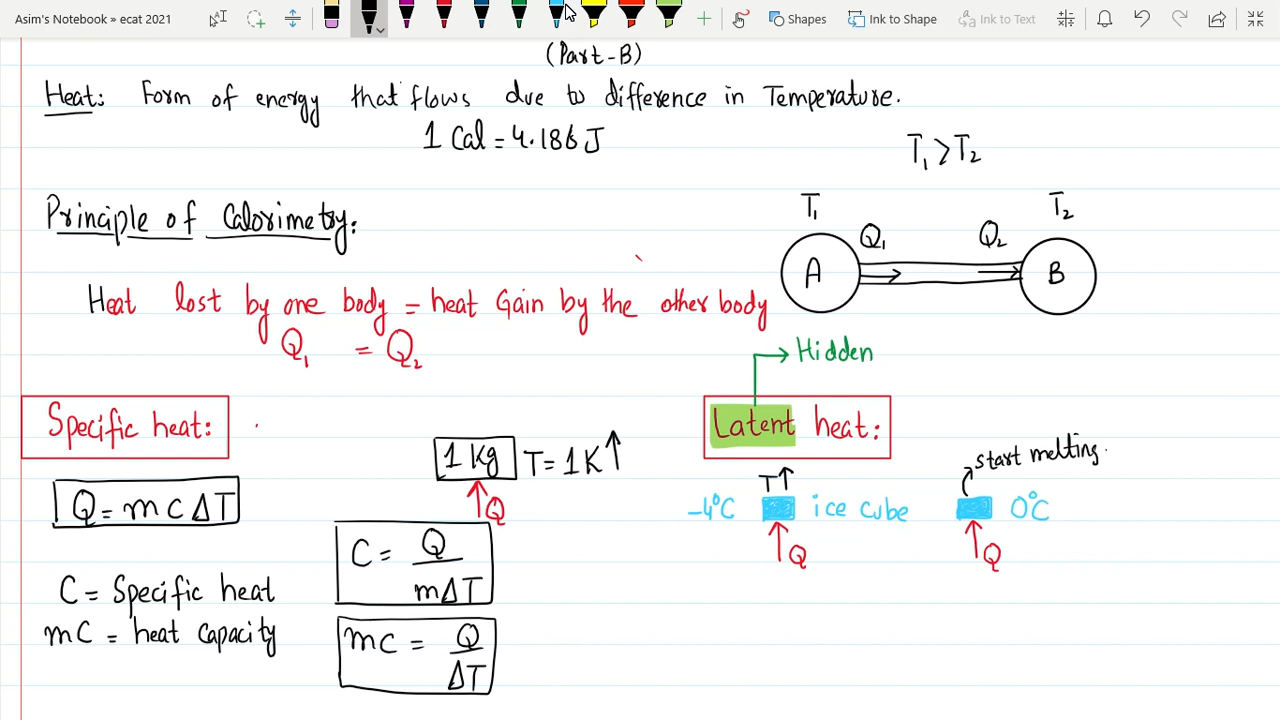 Asim's Notebook » ecat 2021
Shapes
Ink to Shape
Ink to Text
(Part-B)
Heat: Form of energy that flows due to difference in Temperature.
1 Cal = 4.186 J
T₁ > T₂
Principle of Calorimetry:
T₁ T₂
Q₁ Q₂
A B
Heat lost by one body = heat Gain by the other body
Q₁ = Q₂
Hidden
Specific heat:
Latent heat:
1 Kg T = 1K ↑
Q
start melting.
T↑
-4°C ice cube 0°C
Q Q
Q = m c ΔT
C = Q / mΔT
C = Specific heat
mC = heat capacity
mC = Q / ΔT